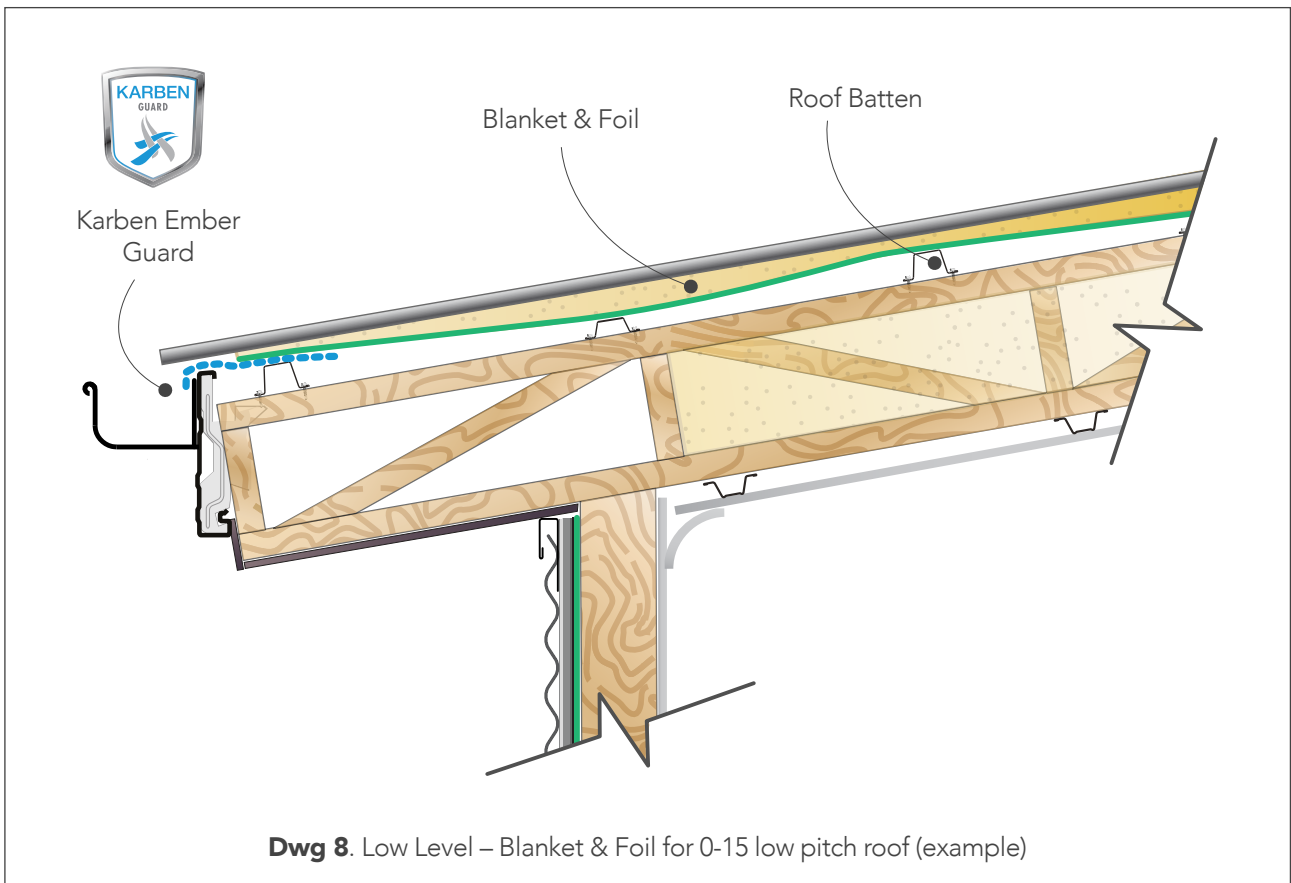 KARBEN
GUARD
Blanket & Foil
Roof Batten
Karben Ember
Guard
Dwg 8. Low Level – Blanket & Foil for 0-15 low pitch roof (example)